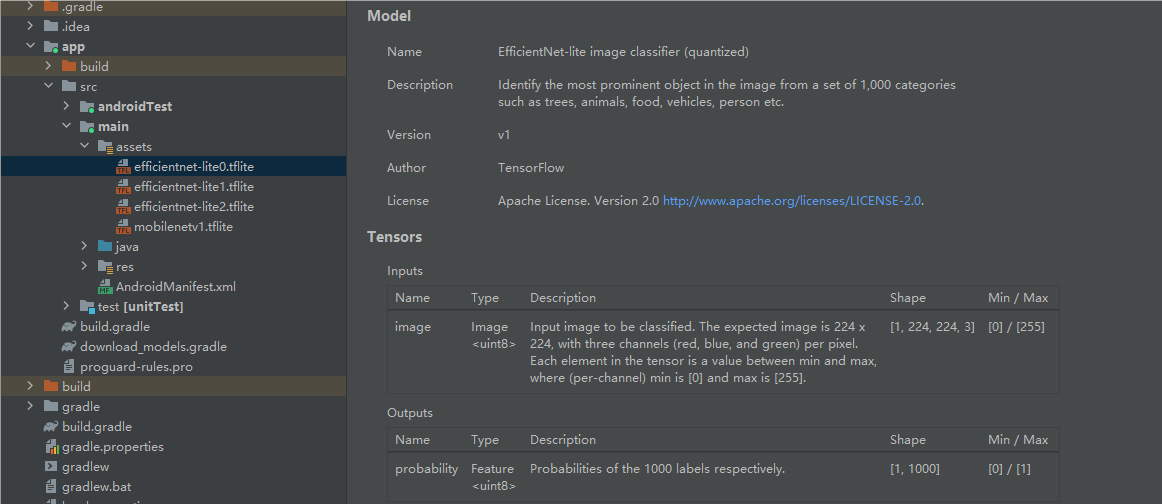 .gradle
.idea
app
build
src
androidTest
main
assets
efficientnet-lite0.tflite
efficientnet-lite1.tflite
efficientnet-lite2.tflite
mobilenetv1.tflite
java
res
AndroidManifest.xml
test [unitTest]
build.gradle
download_models.gradle
proguard-rules.pro
build
gradle
build.gradle
gradle.properties
gradlew
gradlew.bat
Model
Name EfficientNet-lite image classifier (quantized)
Description Identify the most prominent object in the image from a set of 1,000 categories
such as trees, animals, food, vehicles, person etc.
Version v1
Author TensorFlow
License Apache License. Version 2.0 http://www.apache.org/licenses/LICENSE-2.0.
Tensors
Inputs
Name Type Description Shape Min / Max
image Image Input image to be classified. The expected image is 224 x [1, 224, 224, 3] [0] / [255]
<uint8> 224, with three channels (red, blue, and green) per pixel.
Each element in the tensor is a value between min and max,
where (per-channel) min is [0] and max is [255].
Outputs
Name Type Description Shape Min / Max
probability Feature Probabilities of the 1000 labels respectively. [1, 1000] [0] / [1]
<uint8>